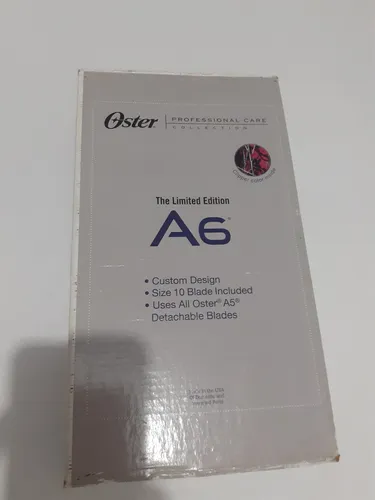 Oster
PROFESSIONAL CARE
COLLECTION
The Limited Edition
A6
• Custom Design
• Size 10 Blade Included
• Uses All Oster® A5®
Detachable Blades